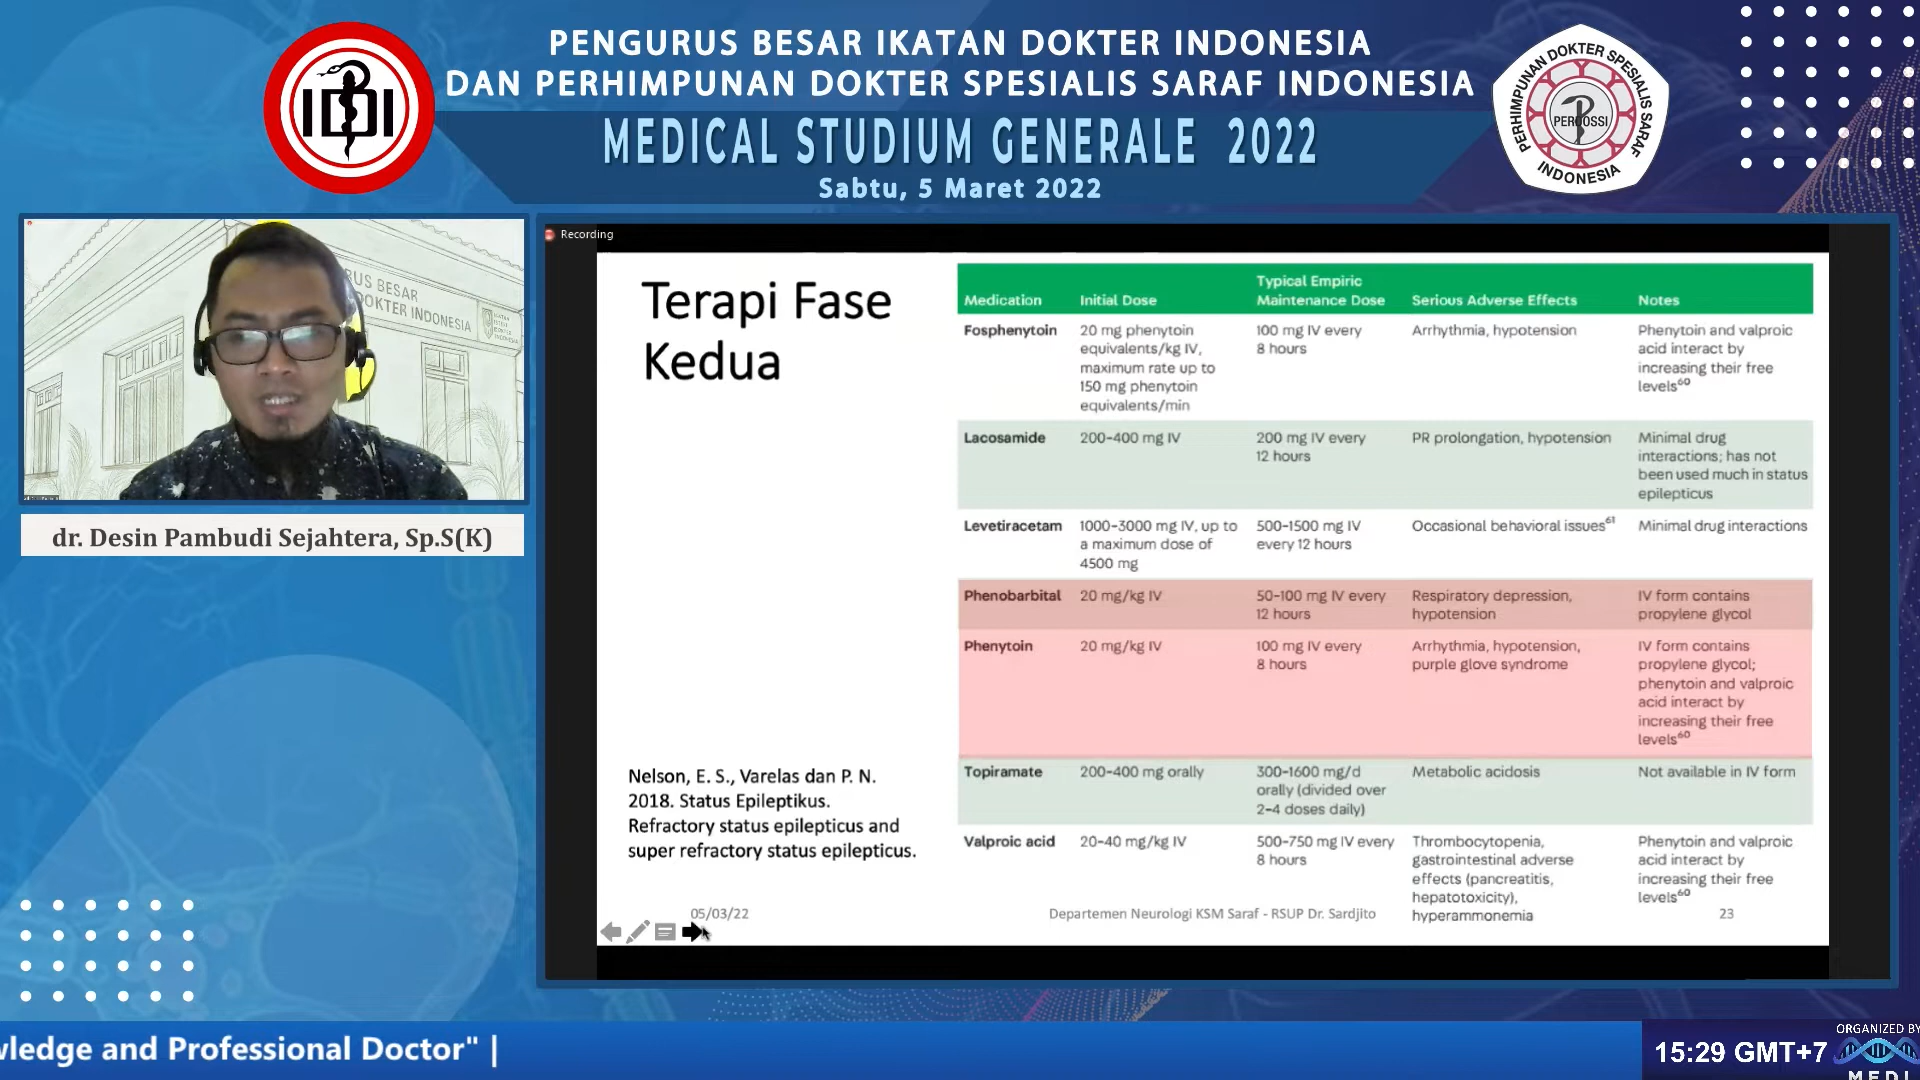 PENGURUS BESAR IKATAN DOKTER INDONESIA
DAN PERHIMPUNAN DOKTER SPESIALIS SARAF INDONESIA
MEDICAL STUDIUM GENERALE 2022
Sabtu, 5 Maret 2022
IDI
PERHIMPUNAN DOKTER SPESIALIS SARAF
PERDOSSI
INDONESIA
RUS BESAR
DOKTER INDONESIA
dr. Desin Pambudi Sejahtera, Sp.S(K)
Recording
Terapi Fase
Kedua
Nelson, E. S., Varelas dan P. N.
2018. Status Epileptikus.
Refractory status epilepticus and
super refractory status epilepticus.
Medication Initial Dose Typical Empiric Maintenance Dose Serious Adverse Effects Notes
Fosphenytoin
20 mg phenytoin
equivalents/kg IV,
maximum rate up to
150 mg phenytoin
equivalents/min
100 mg IV every
8 hours
Arrhythmia, hypotension
Phenytoin and valproic
acid interact by
increasing their free
levels⁶⁰
Lacosamide
200–400 mg IV
200 mg IV every
12 hours
PR prolongation, hypotension
Minimal drug
interactions; has not
been used much in status
epilepticus
Levetiracetam
1000–3000 mg IV, up to
a maximum dose of
4500 mg
500–1500 mg IV
every 12 hours
Occasional behavioral issues⁶¹
Minimal drug interactions
Phenobarbital
20 mg/kg IV
50–100 mg IV every
12 hours
Respiratory depression,
hypotension
IV form contains
propylene glycol
Phenytoin
20 mg/kg IV
100 mg IV every
8 hours
Arrhythmia, hypotension,
purple glove syndrome
IV form contains
propylene glycol;
phenytoin and valproic
acid interact by
increasing their free
levels⁶⁰
Topiramate
200–400 mg orally
300–1600 mg/d
orally (divided over
2–4 doses daily)
Metabolic acidosis
Not available in IV form
Valproic acid
20–40 mg/kg IV
500–750 mg IV every
8 hours
Thrombocytopenia,
gastrointestinal adverse
effects (pancreatitis,
hepatotoxicity),
hyperammonemia
Phenytoin and valproic
acid interact by
increasing their free
levels⁶⁰
05/03/22
Departemen Neurologi KSM Saraf - RSUP Dr. Sardjito
23
wledge and Professional Doctor" |
15:29 GMT+7
ORGANIZED BY
MEDI